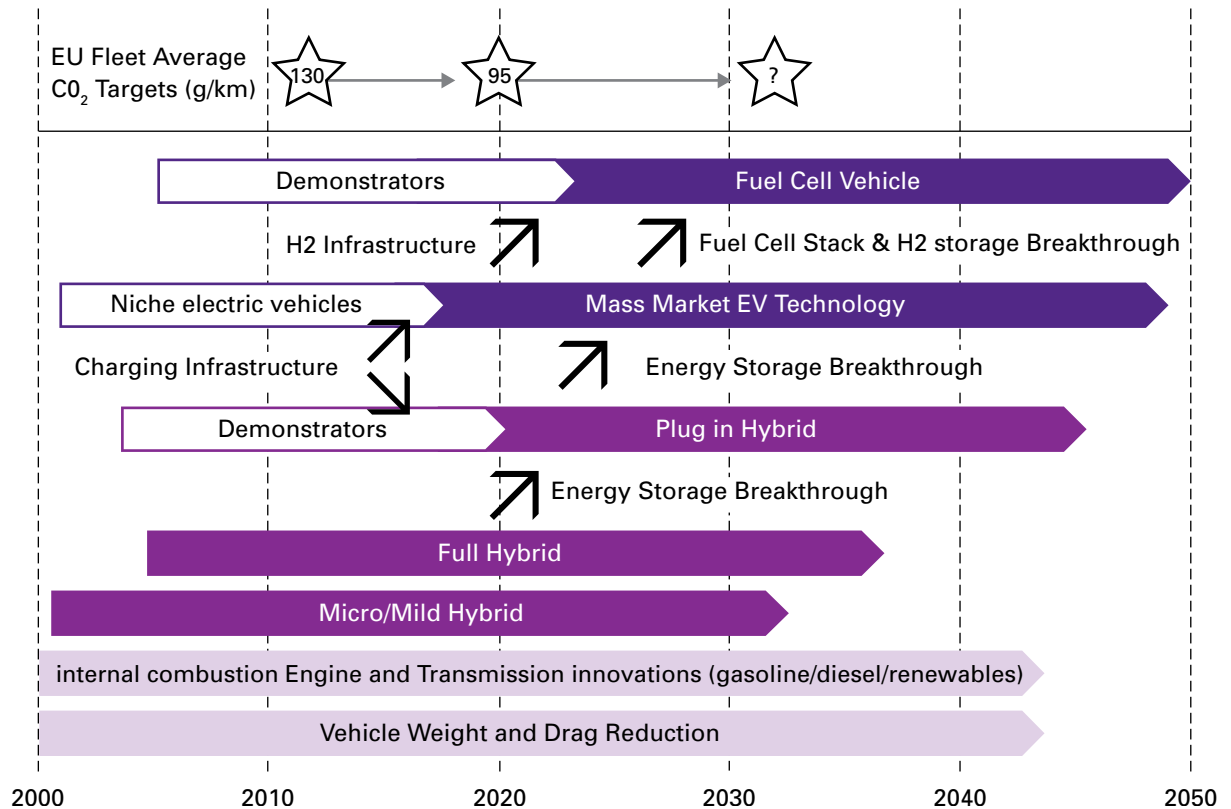 EU Fleet Average
C0₂ Targets (g/km)
130
95
?
Demonstrators
Fuel Cell Vehicle
H2 Infrastructure
Fuel Cell Stack & H2 storage Breakthrough
Niche electric vehicles
Mass Market EV Technology
Charging Infrastructure
Energy Storage Breakthrough
Demonstrators
Plug in Hybrid
Energy Storage Breakthrough
Full Hybrid
Micro/Mild Hybrid
internal combustion Engine and Transmission innovations (gasoline/diesel/renewables)
Vehicle Weight and Drag Reduction
2000
2010
2020
2030
2040
2050